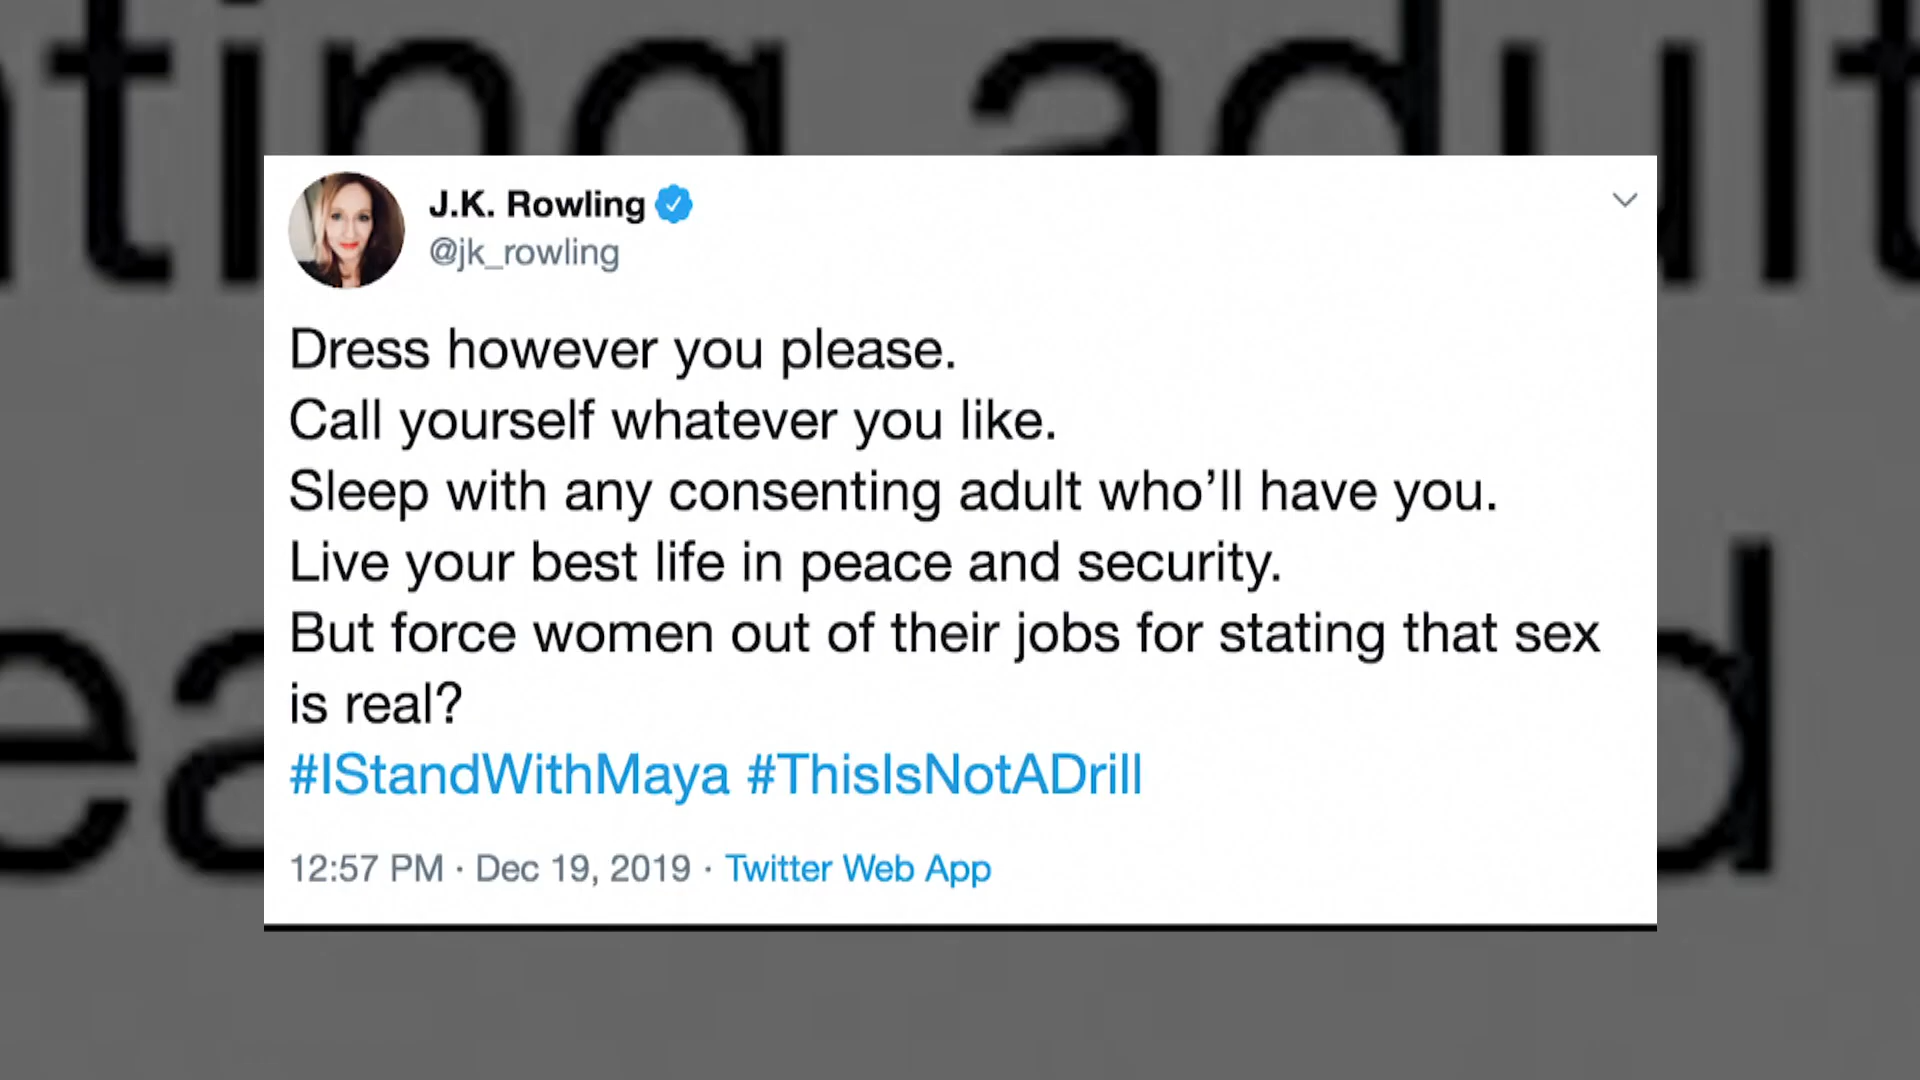 ting adult
J.K. Rowling
@jk_rowling
Dress however you please.
Call yourself whatever you like.
Sleep with any consenting adult who’ll have you.
Live your best life in peace and security.
But force women out of their jobs for stating that sex
is real?
#IStandWithMaya #ThisIsNotADrill
12:57 PM · Dec 19, 2019 · Twitter Web App